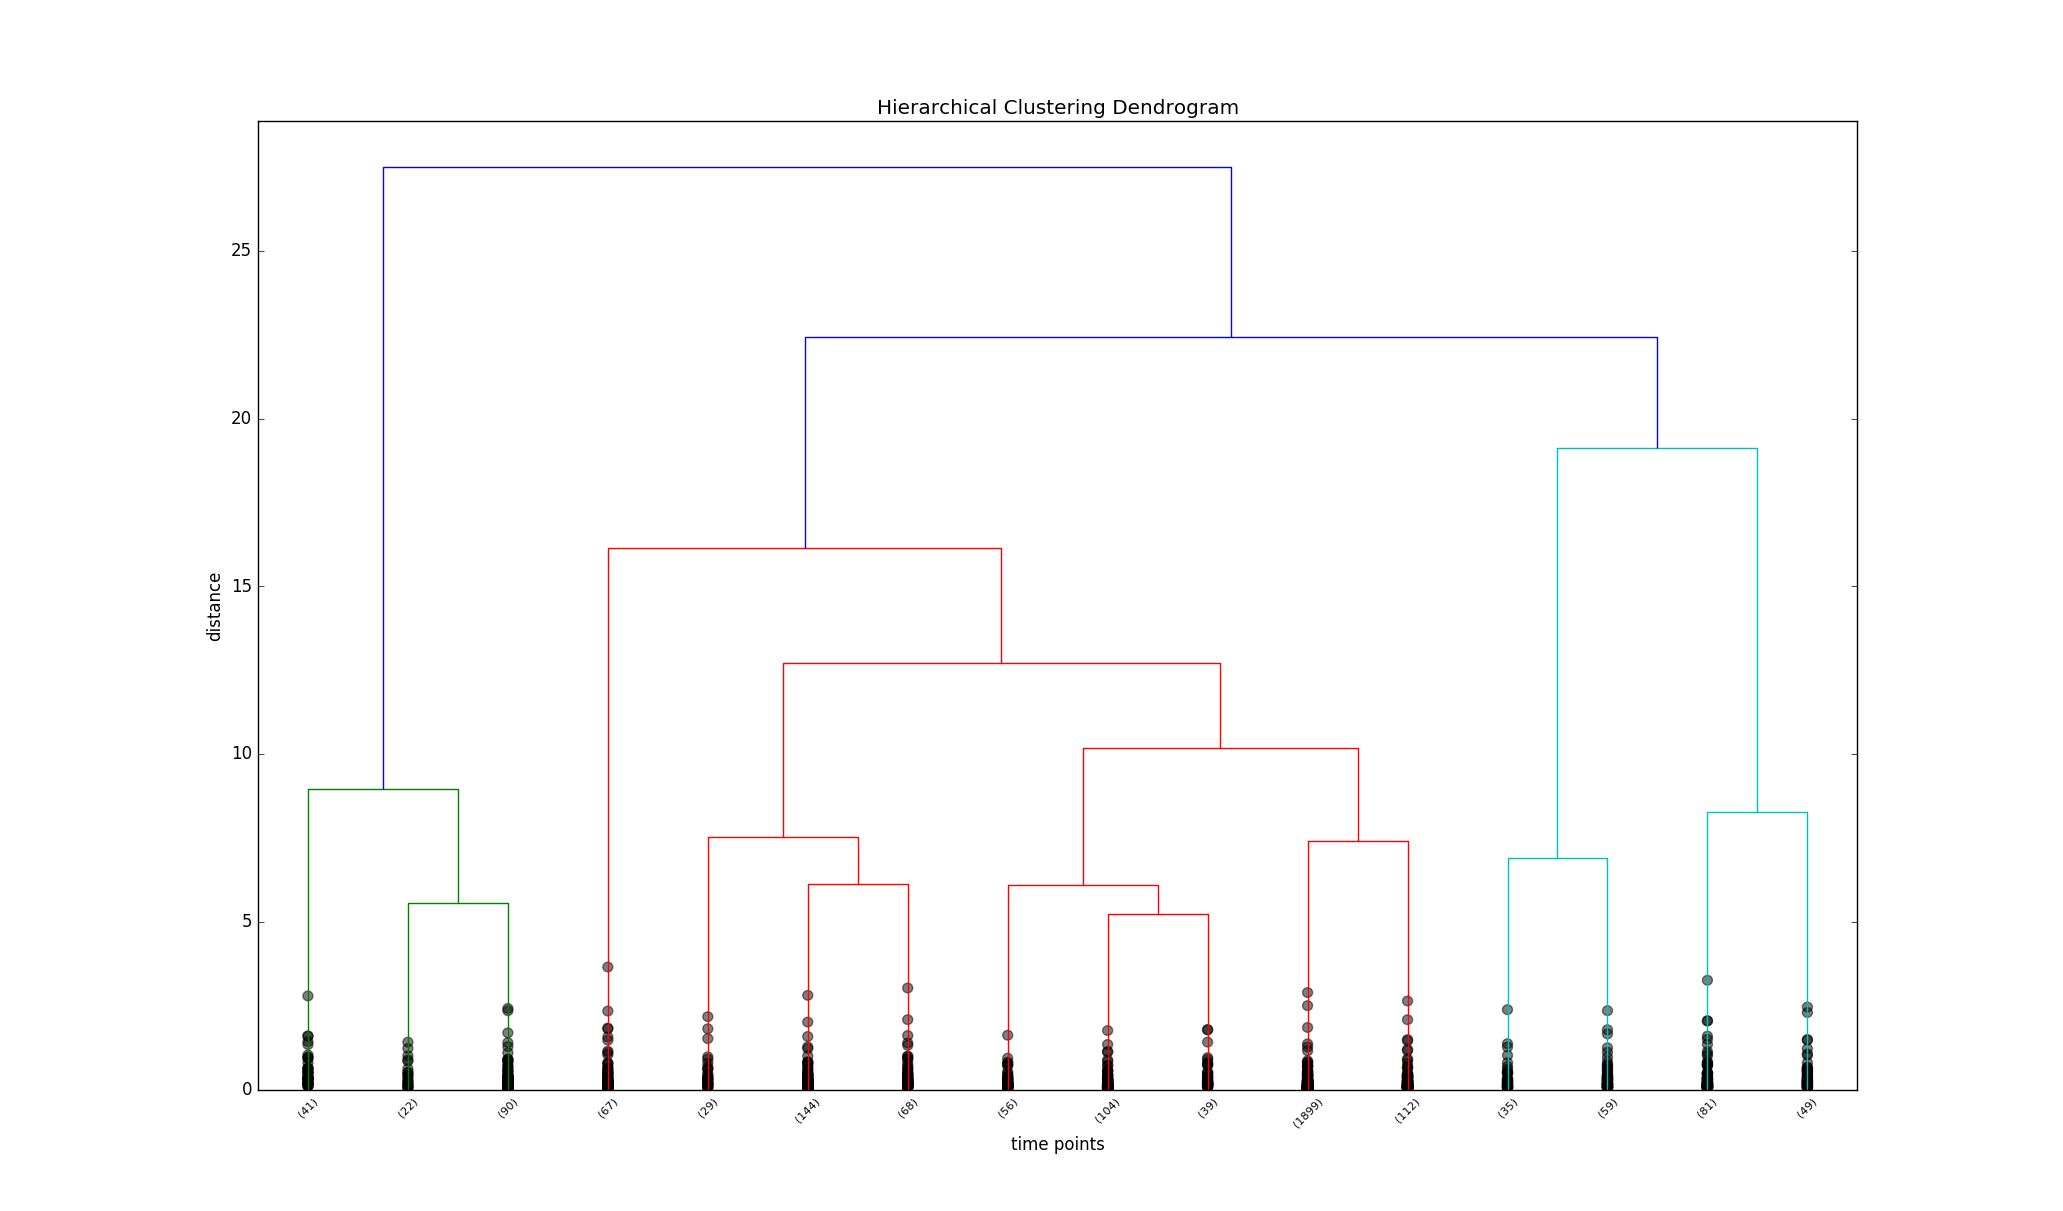 Hierarchical Clustering Dendrogram
25
20
15
10
5
0
distance
(41) (22) (90) (67) (29) (144) (68) (56) (104) (39) (1899) (112) (35) (59) (81) (49)
time points